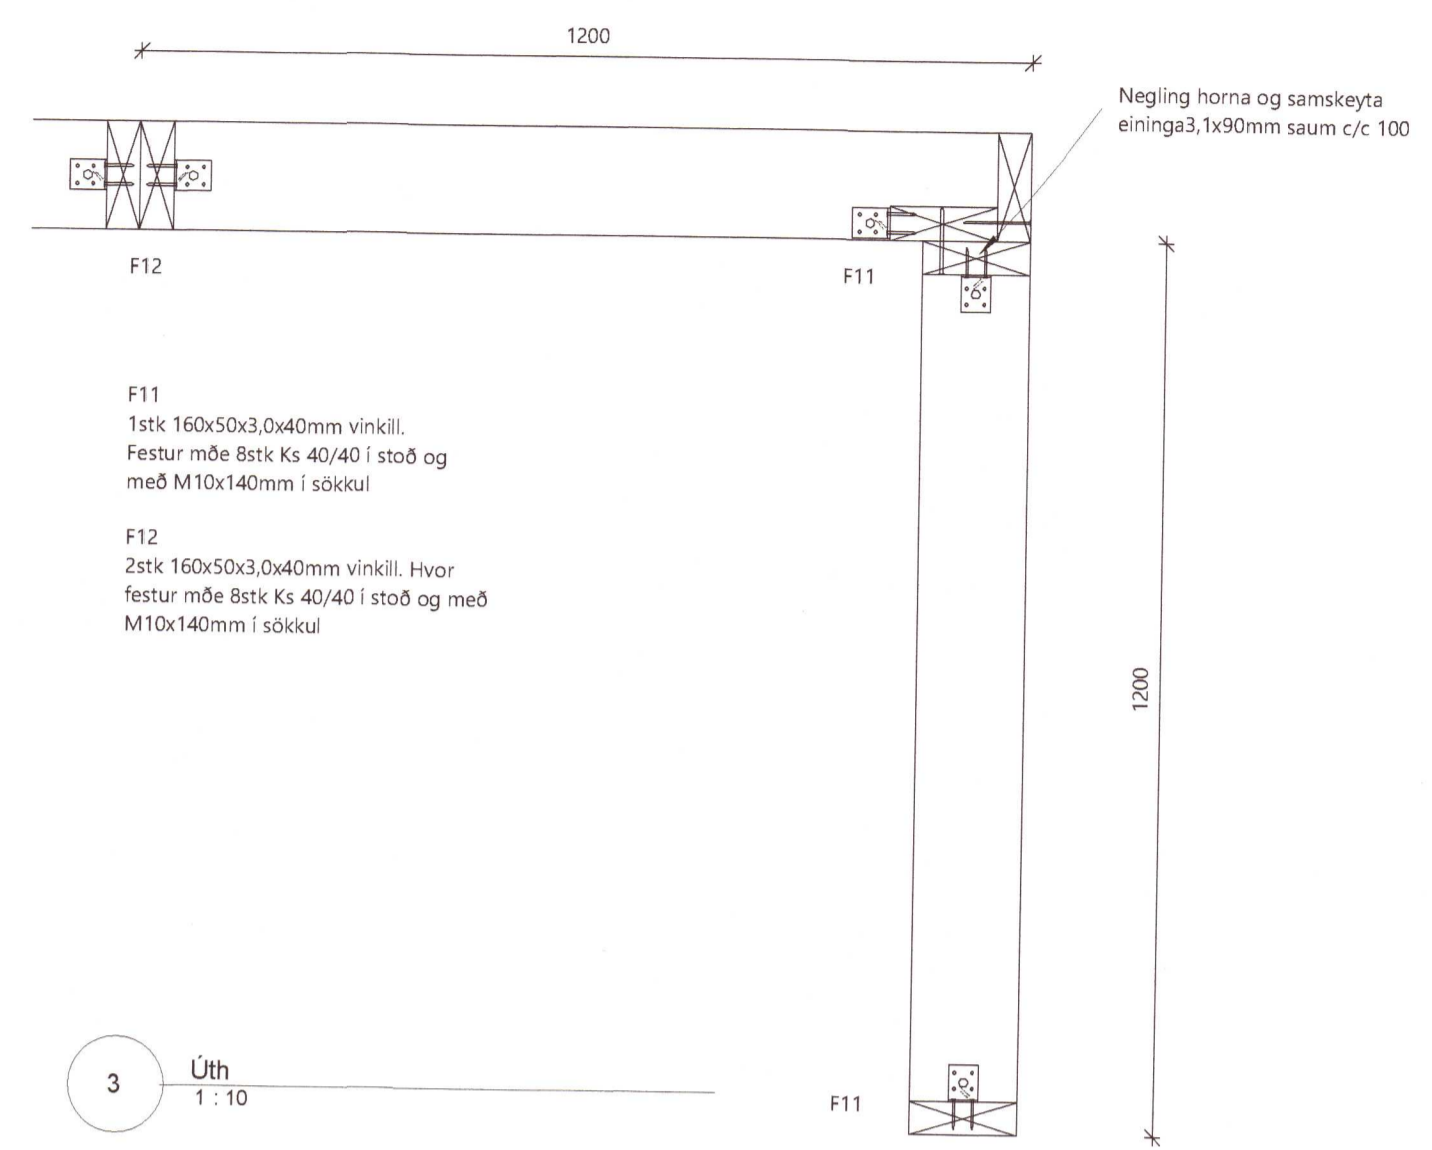 1200
Negling horna og samskeyta
eininga3,1x90mm saum c/c 100
F12
F11
1200
F11
1stk 160x50x3,0x40mm vinkill.
Festur mðe 8stk Ks 40/40 í stoð og
með M10x140mm í sökkul
F12
2stk 160x50x3,0x40mm vinkill. Hvor
festur mðe 8stk Ks 40/40 í stoð og með
M10x140mm í sökkul
3
Úth
1 : 10
F11